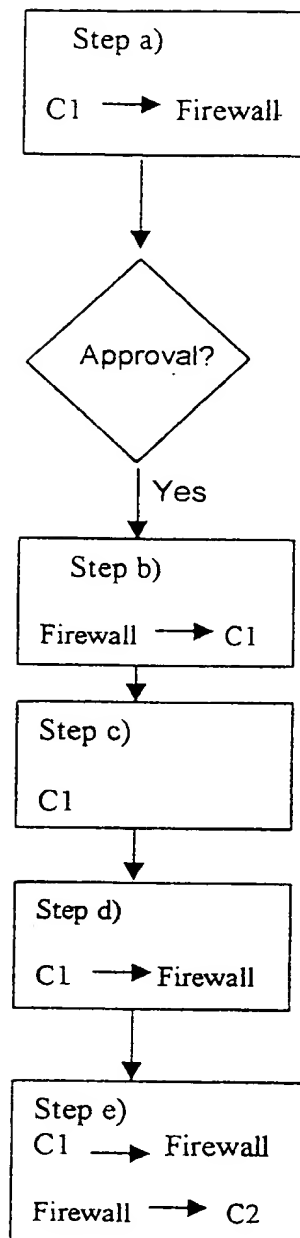 Step a)
C1 → Firewall
Approval?
Yes
Step b)
Firewall → C1
Step c)
C1
Step d)
C1 → Firewall
Step e)
C1 → Firewall
Firewall → C2